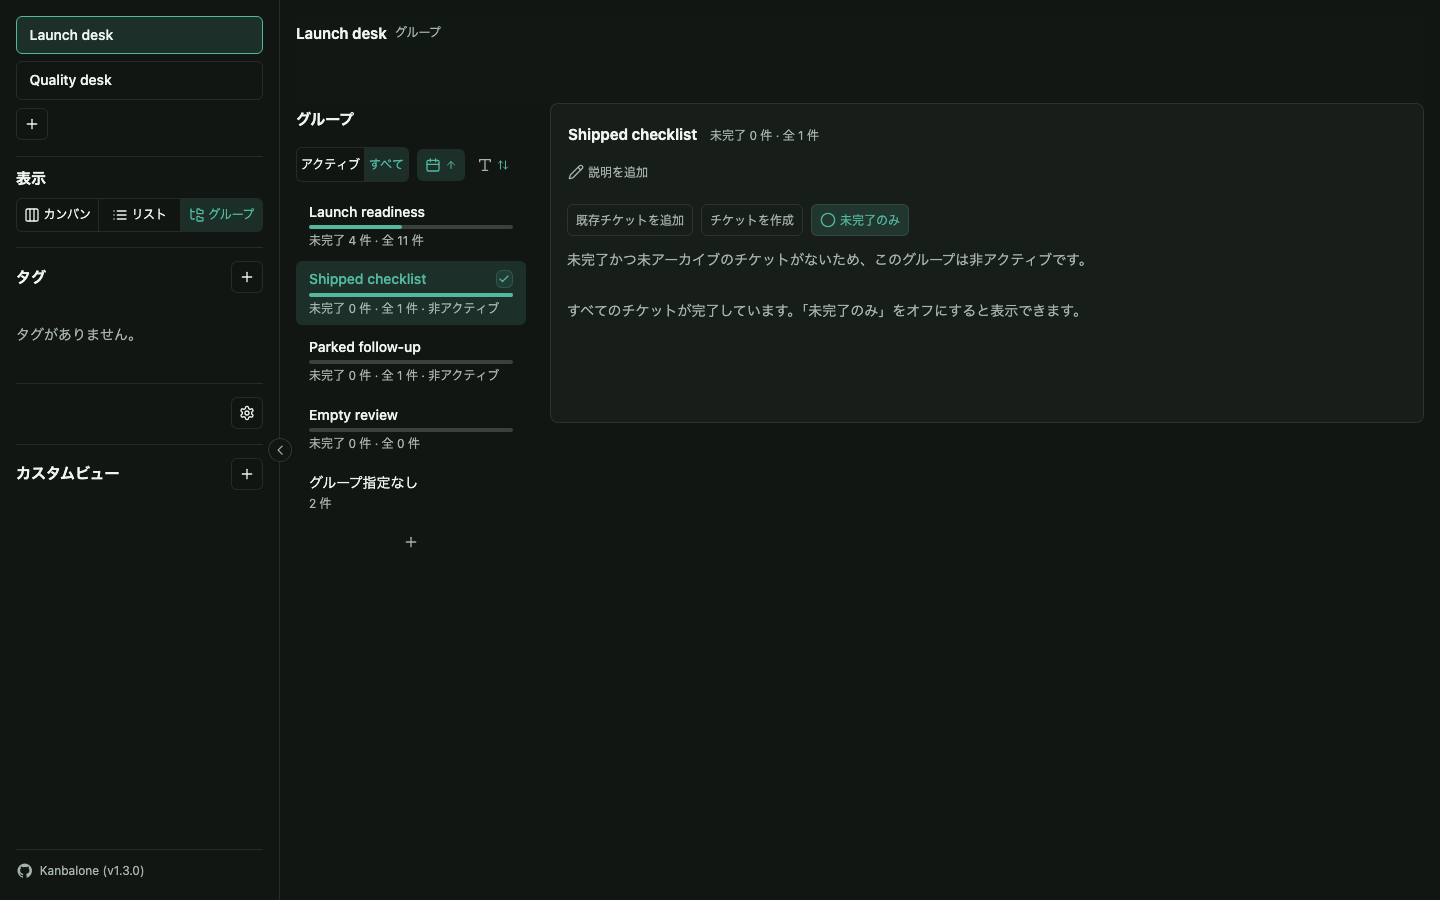 Launch desk
Quality desk
表示
カンバン
リスト
グループ
タグ
タグがありません。
カスタムビュー
Kanbalone (v1.3.0)
Launch desk グループ
グループ
アクティブ すべて
Launch readiness
未完了 4 件 · 全 11 件
Shipped checklist
未完了 0 件 · 全 1 件 · 非アクティブ
Parked follow-up
未完了 0 件 · 全 1 件 · 非アクティブ
Empty review
未完了 0 件 · 全 0 件
グループ指定なし
2 件
Shipped checklist 未完了 0 件 · 全 1 件
説明を追加
既存チケットを追加 チケットを作成 未完了のみ
未完了かつ未アーカイブのチケットがないため、このグループは非アクティブです。
すべてのチケットが完了しています。「未完了のみ」をオフにすると表示できます。